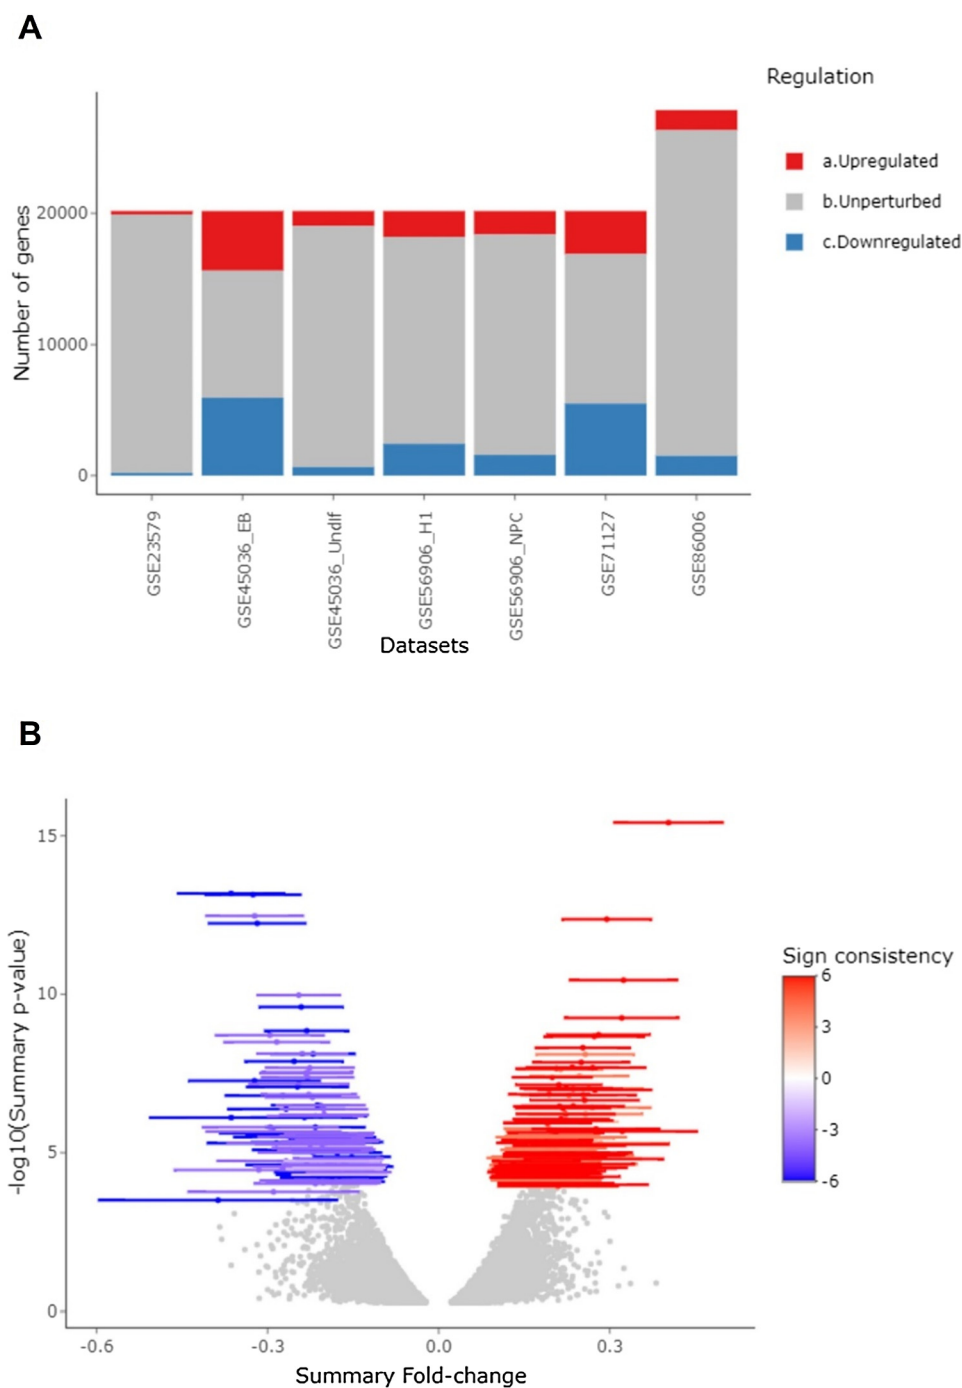 A
Regulation
a.Upregulated
b.Unperturbed
c.Downregulated
Number of genes
20000
10000
0
GSE23579
GSE45036_EB
GSE45036_Undif
GSE56906_H1
GSE56906_NPC
GSE71127
GSE86006
Datasets
B
-log10(Summary p-value)
15
10
5
0
-0.6
-0.3
0.0
0.3
Summary Fold-change
Sign consistency
6
3
0
-3
-6